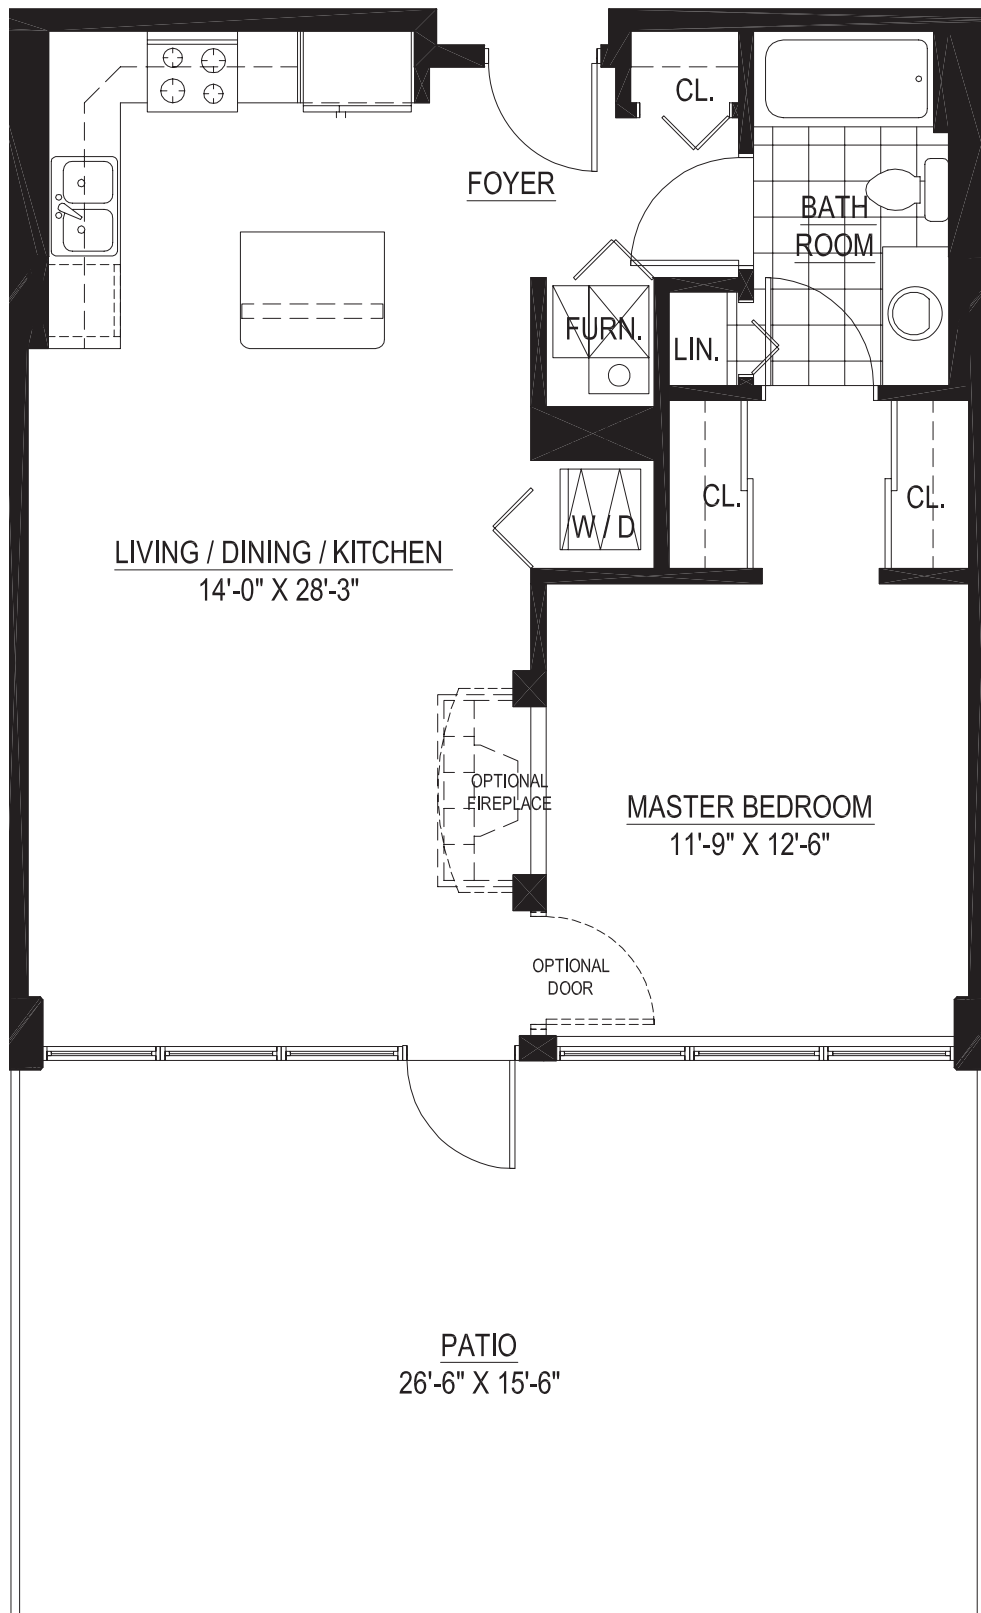 CL.
FOYER
BATH
ROOM
FURN.
LIN.
CL.
CL.
W / D
LIVING / DINING / KITCHEN
14'-0" X 28'-3"
OPTIONAL
FIREPLACE
MASTER BEDROOM
11'-9" X 12'-6"
OPTIONAL
DOOR
PATIO
26'-6" X 15'-6"